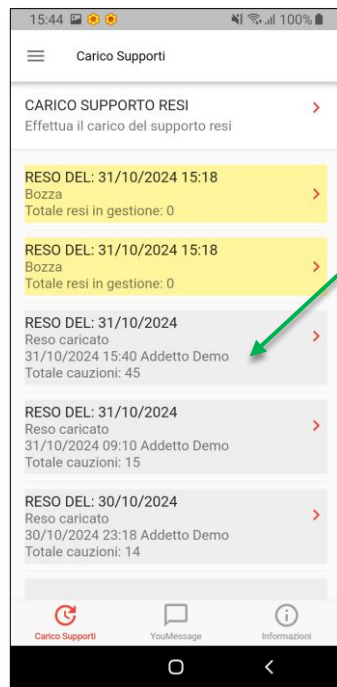 15:44 100%
Carico Supporti
CARICO SUPPORTO RESI
Effettua il carico del supporto resi
RESO DEL: 31/10/2024 15:18
Bozza
Totale resi in gestione: 0
RESO DEL: 31/10/2024 15:18
Bozza
Totale resi in gestione: 0
RESO DEL: 31/10/2024
Reso caricato
31/10/2024 15:40 Addetto Demo
Totale cauzioni: 45
RESO DEL: 31/10/2024
Reso caricato
31/10/2024 09:10 Addetto Demo
Totale cauzioni: 15
RESO DEL: 30/10/2024
Reso caricato
30/10/2024 23:18 Addetto Demo
Totale cauzioni: 14
Carico Supporti YouMessage Informazioni